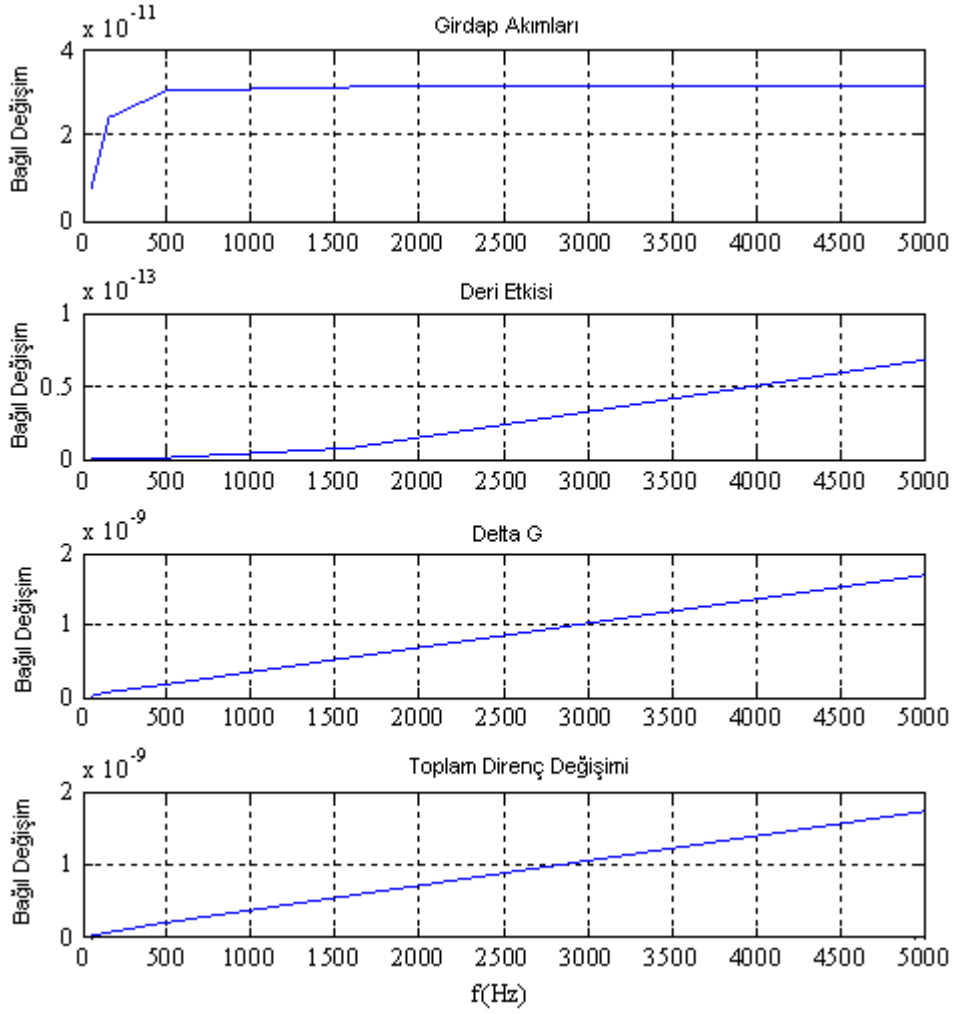 x 10-11
Girdap Akımları
Bağıl Değişim
4
2
0
0 500 1000 1500 2000 2500 3000 3500 4000 4500 5000
x 10-13
Deri Etkisi
Bağıl Değişim
1
0.5
0
0 500 1000 1500 2000 2500 3000 3500 4000 4500 5000
x 10-9
Delta G
Bağıl Değişim
2
1
0
0 500 1000 1500 2000 2500 3000 3500 4000 4500 5000
x 10-9
Toplam Direnç Değişimi
Bağıl Değişim
2
1
0
0 500 1000 1500 2000 2500 3000 3500 4000 4500 5000
f(Hz)